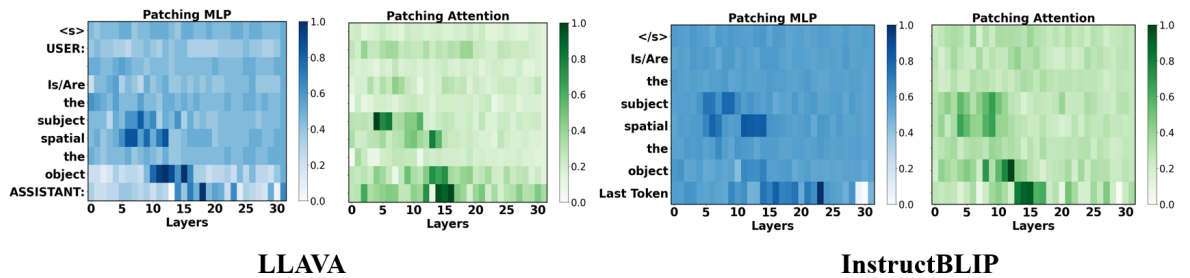 Patching MLP
<s>
USER:
Is/Are
the
subject
spatial
the
object
ASSISTANT:
0 5 10 15 20 25 30
Layers
1.0
0.8
0.6
0.4
0.2
0.0
Patching Attention
0 5 10 15 20 25 30
Layers
1.0
0.8
0.6
0.4
0.2
0.0
LLAVA
Patching MLP
</s>
Is/Are
the
subject
spatial
the
object
Last Token
0 5 10 15 20 25 30
Layers
1.0
0.8
0.6
0.4
0.2
0.0
Patching Attention
0 5 10 15 20 25 30
Layers
1.0
0.8
0.6
0.4
0.2
0.0
InstructBLIP